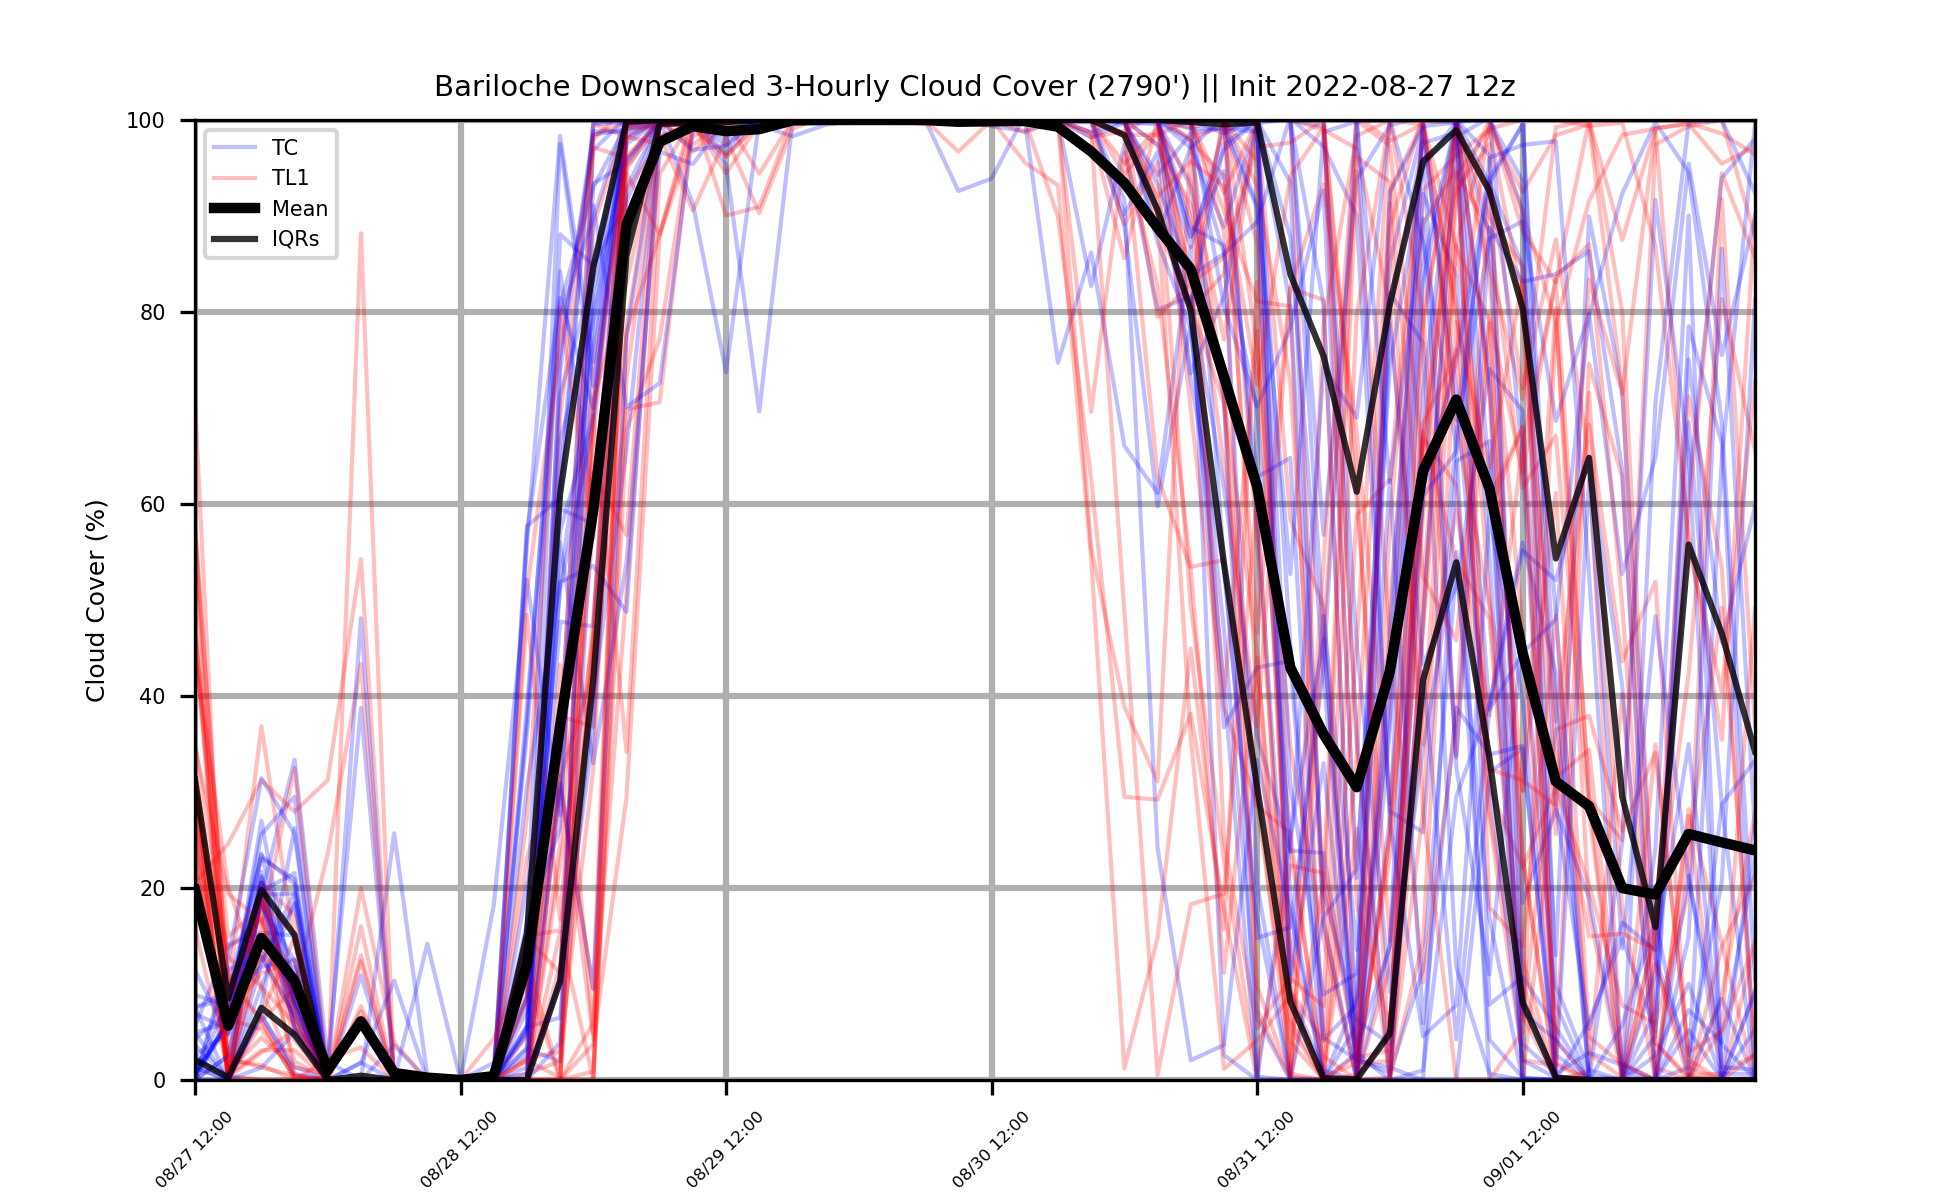 Bariloche Downscaled 3-Hourly Cloud Cover (2790') || Init 2022-08-27 12z
100
80
60
40
20
0
Cloud Cover (%)
TC
TL1
Mean
IQRs
08/27 12:00
08/28 12:00
08/29 12:00
08/30 12:00
08/31 12:00
09/01 12:00